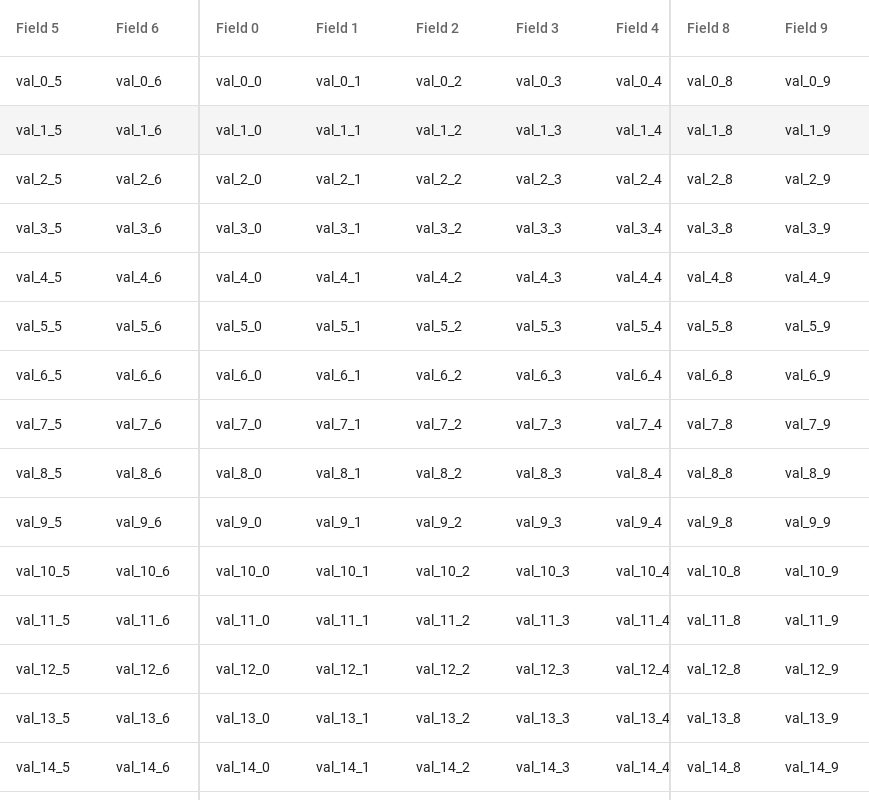 Field 5 Field 6 Field 0 Field 1 Field 2 Field 3 Field 4 Field 8 Field 9
val_0_5 val_0_6 val_0_0 val_0_1 val_0_2 val_0_3 val_0_4 val_0_8 val_0_9
val_1_5 val_1_6 val_1_0 val_1_1 val_1_2 val_1_3 val_1_4 val_1_8 val_1_9
val_2_5 val_2_6 val_2_0 val_2_1 val_2_2 val_2_3 val_2_4 val_2_8 val_2_9
val_3_5 val_3_6 val_3_0 val_3_1 val_3_2 val_3_3 val_3_4 val_3_8 val_3_9
val_4_5 val_4_6 val_4_0 val_4_1 val_4_2 val_4_3 val_4_4 val_4_8 val_4_9
val_5_5 val_5_6 val_5_0 val_5_1 val_5_2 val_5_3 val_5_4 val_5_8 val_5_9
val_6_5 val_6_6 val_6_0 val_6_1 val_6_2 val_6_3 val_6_4 val_6_8 val_6_9
val_7_5 val_7_6 val_7_0 val_7_1 val_7_2 val_7_3 val_7_4 val_7_8 val_7_9
val_8_5 val_8_6 val_8_0 val_8_1 val_8_2 val_8_3 val_8_4 val_8_8 val_8_9
val_9_5 val_9_6 val_9_0 val_9_1 val_9_2 val_9_3 val_9_4 val_9_8 val_9_9
val_10_5 val_10_6 val_10_0 val_10_1 val_10_2 val_10_3 val_10_4 val_10_8 val_10_9
val_11_5 val_11_6 val_11_0 val_11_1 val_11_2 val_11_3 val_11_4 val_11_8 val_11_9
val_12_5 val_12_6 val_12_0 val_12_1 val_12_2 val_12_3 val_12_4 val_12_8 val_12_9
val_13_5 val_13_6 val_13_0 val_13_1 val_13_2 val_13_3 val_13_4 val_13_8 val_13_9
val_14_5 val_14_6 val_14_0 val_14_1 val_14_2 val_14_3 val_14_4 val_14_8 val_14_9